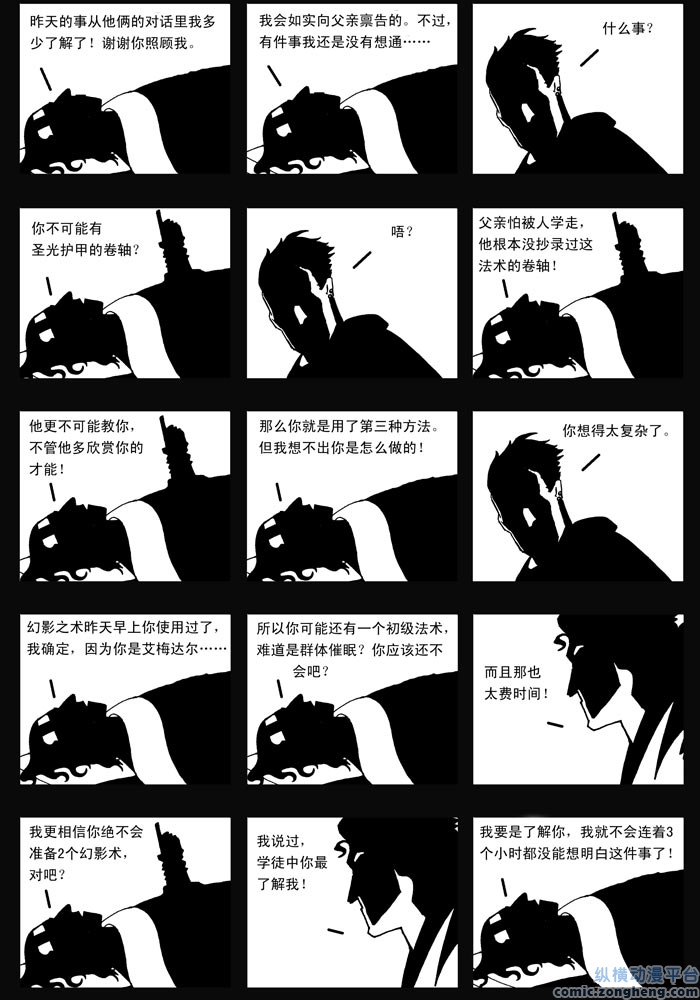 昨天的事从他俩的对话里我多
少了解了！谢谢你照顾我。
我会如实向父亲禀告的。不过，
有件事我还是没有想通……
什么事？
你不可能有
圣光护甲的卷轴？
唔？
父亲怕被人学走，
他根本没抄录过这
法术的卷轴！
他更不可能教你，
不管他多欣赏你的
才能！
那么你就是用了第三种方法。
但我想不出你是怎么做的！
你想得太复杂了。
幻影之术昨天早上你使用过了，
我确定，因为你是艾梅达尔……
所以你可能还有一个初级法术，
难道是群体催眠？你应该还不
会吧？
而且那也
太费时间！
我更相信你绝不会
准备2个幻影术，
对吧？
我说过，
学徒中你最
了解我！
我要是了解你，我就不会连着3
个小时都没能想明白这件事了！
纵横动漫平台
comic.zongheng.com